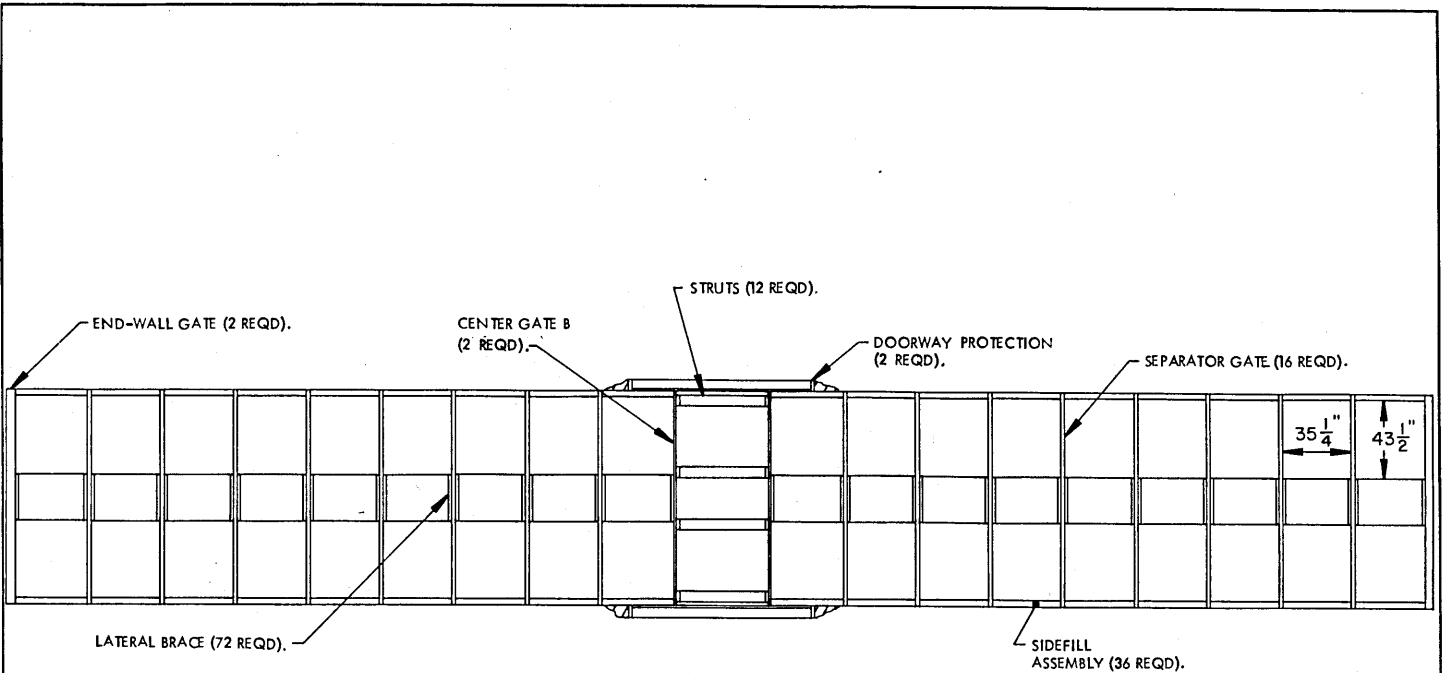 STRUTS (12 REQD).
END-WALL GATE (2 REQD).
CENTER GATE B
(2 REQD).
DOORWAY PROTECTION
(2 REQD).
SEPARATOR GATE (16 REQD).
35 1/4"
43 1/2"
LATERAL BRACE (72 REQD).
SIDEFILL
ASSEMBLY (36 REQD).